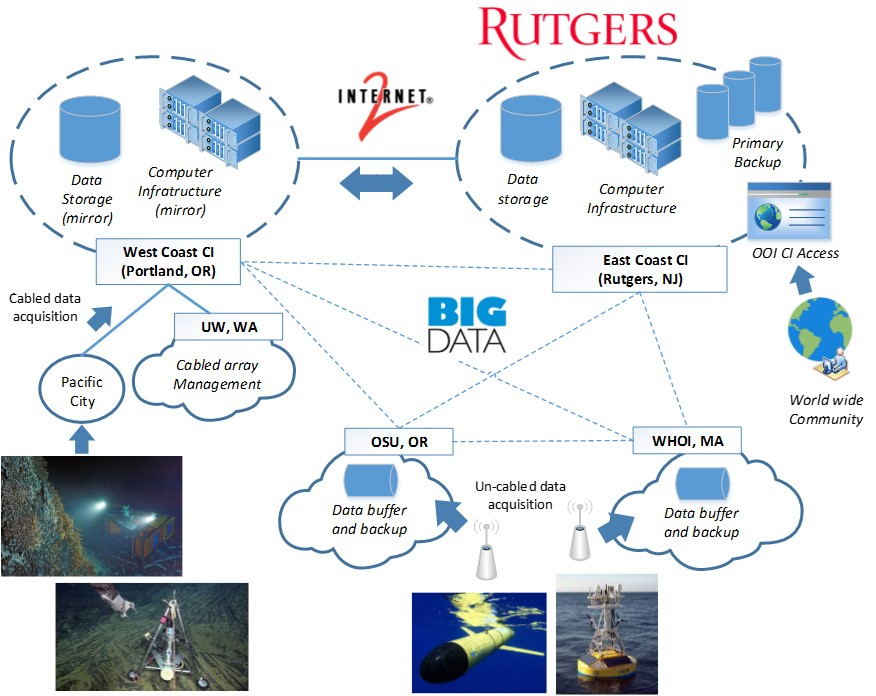 RUTGERS
INTERNET®
2
Data
Storage
(mirror)
Computer
Infratructure
(mirror)
Data
storage
Computer
Infrastructure
Primary
Backup
OOI CI Access
West Coast CI
(Portland, OR)
East Coast CI
(Rutgers, NJ)
Cabled data
acquisition
UW, WA
Cabled array
Management
Pacific
City
BIG
DATA
World wide
Community
OSU, OR
Data buffer
and backup
Un-cabled data
acquisition
WHOI, MA
Data buffer
and backup